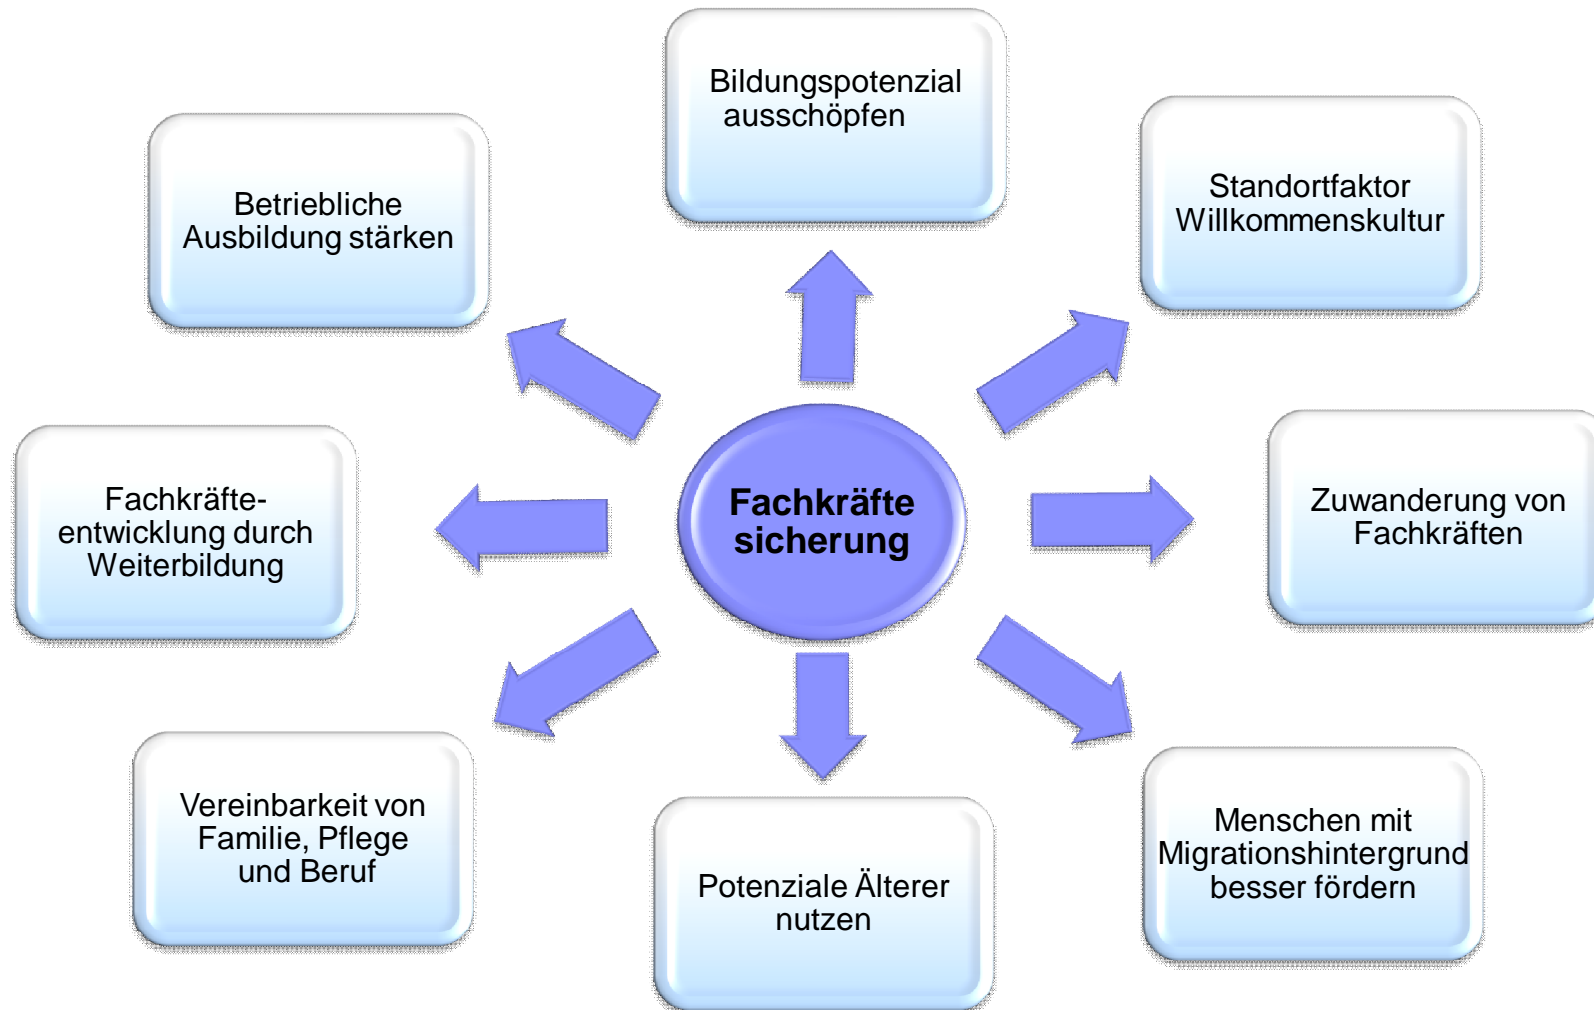 Bildungspotenzial
ausschöpfen
Betriebliche
Ausbildung stärken
Standortfaktor
Willkommenskultur
Fachkräfte-
entwicklung durch
Weiterbildung
Fachkräfte
sicherung
Zuwanderung von
Fachkräften
Vereinbarkeit von
Familie, Pflege
und Beruf
Potenziale Älterer
nutzen
Menschen mit
Migrationshintergrund
besser fördern